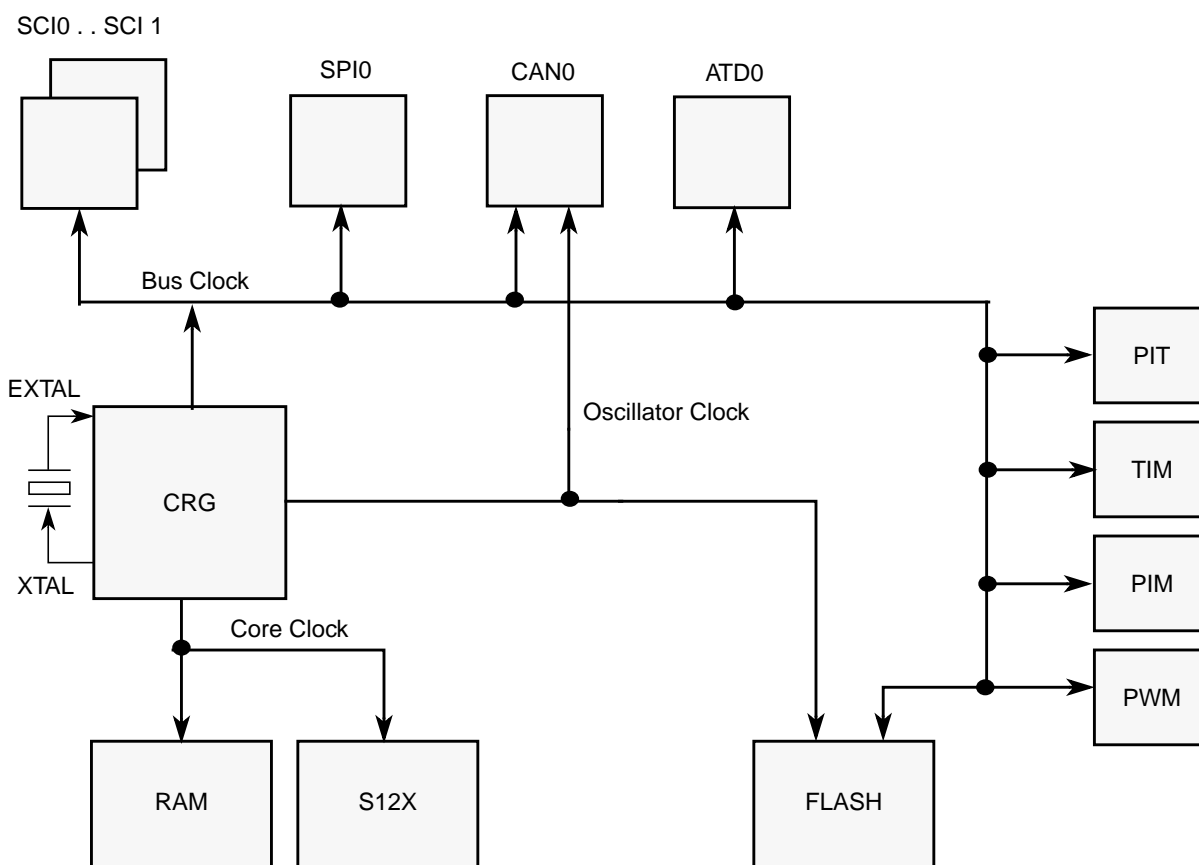 SCI0 . . SCI 1
SPI0
CAN0
ATD0
Bus Clock
PIT
EXTAL
Oscillator Clock
TIM
CRG
PIM
XTAL
Core Clock
PWM
RAM
S12X
FLASH